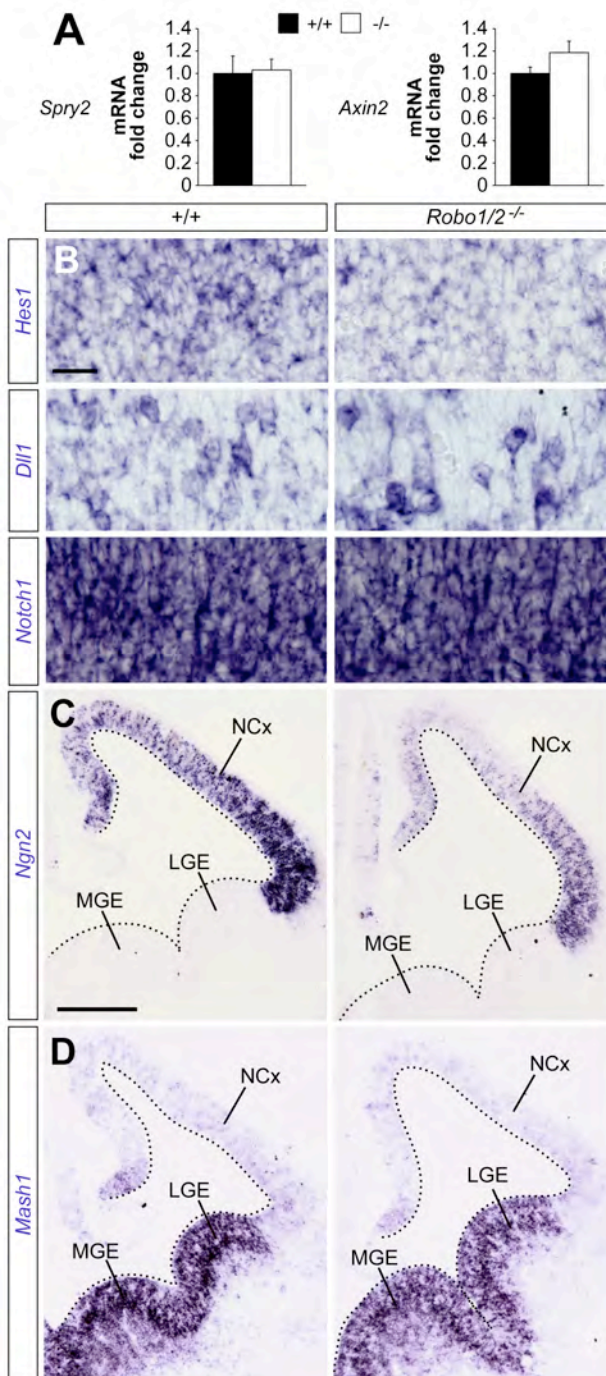 A
+/+ -/-
Spry2
mRNA
fold change
1.4
1.2
1.0
0.8
0.6
0.4
0.2
0
Axin2
mRNA
fold change
1.4
1.2
1.0
0.8
0.6
0.4
0.2
0
+/+
Robo1/2-/-
Hes1
B
Dll1
Notch1
Ngn2
C
NCx
LGE
MGE
NCx
LGE
MGE
Mash1
D
NCx
LGE
MGE
NCx
LGE
MGE